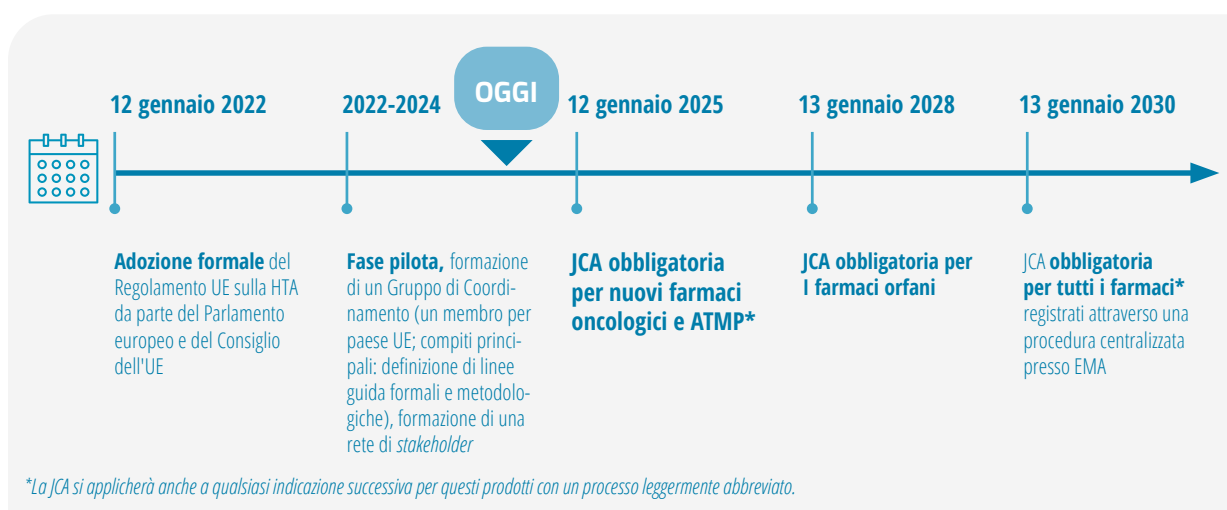 OGGI
12 gennaio 2022
2022-2024
12 gennaio 2025
13 gennaio 2028
13 gennaio 2030
Adozione formale del
Regolamento UE sulla HTA
da parte del Parlamento
europeo e del Consiglio
dell'UE
Fase pilota, formazione
di un Gruppo di Coordi-
namento (un membro per
paese UE; compiti princi-
pali: definizione di linee
guida formali e metodolo-
giche), formazione di una
rete di stakeholder
JCA obbligatoria
per nuovi farmaci
oncologici e ATMP*
JCA obbligatoria per
I farmaci orfani
JCA obbligatoria
per tutti i farmaci*
registrati attraverso una
procedura centralizzata
presso EMA
*La JCA si applicherà anche a qualsiasi indicazione successiva per questi prodotti con un processo leggermente abbreviato.